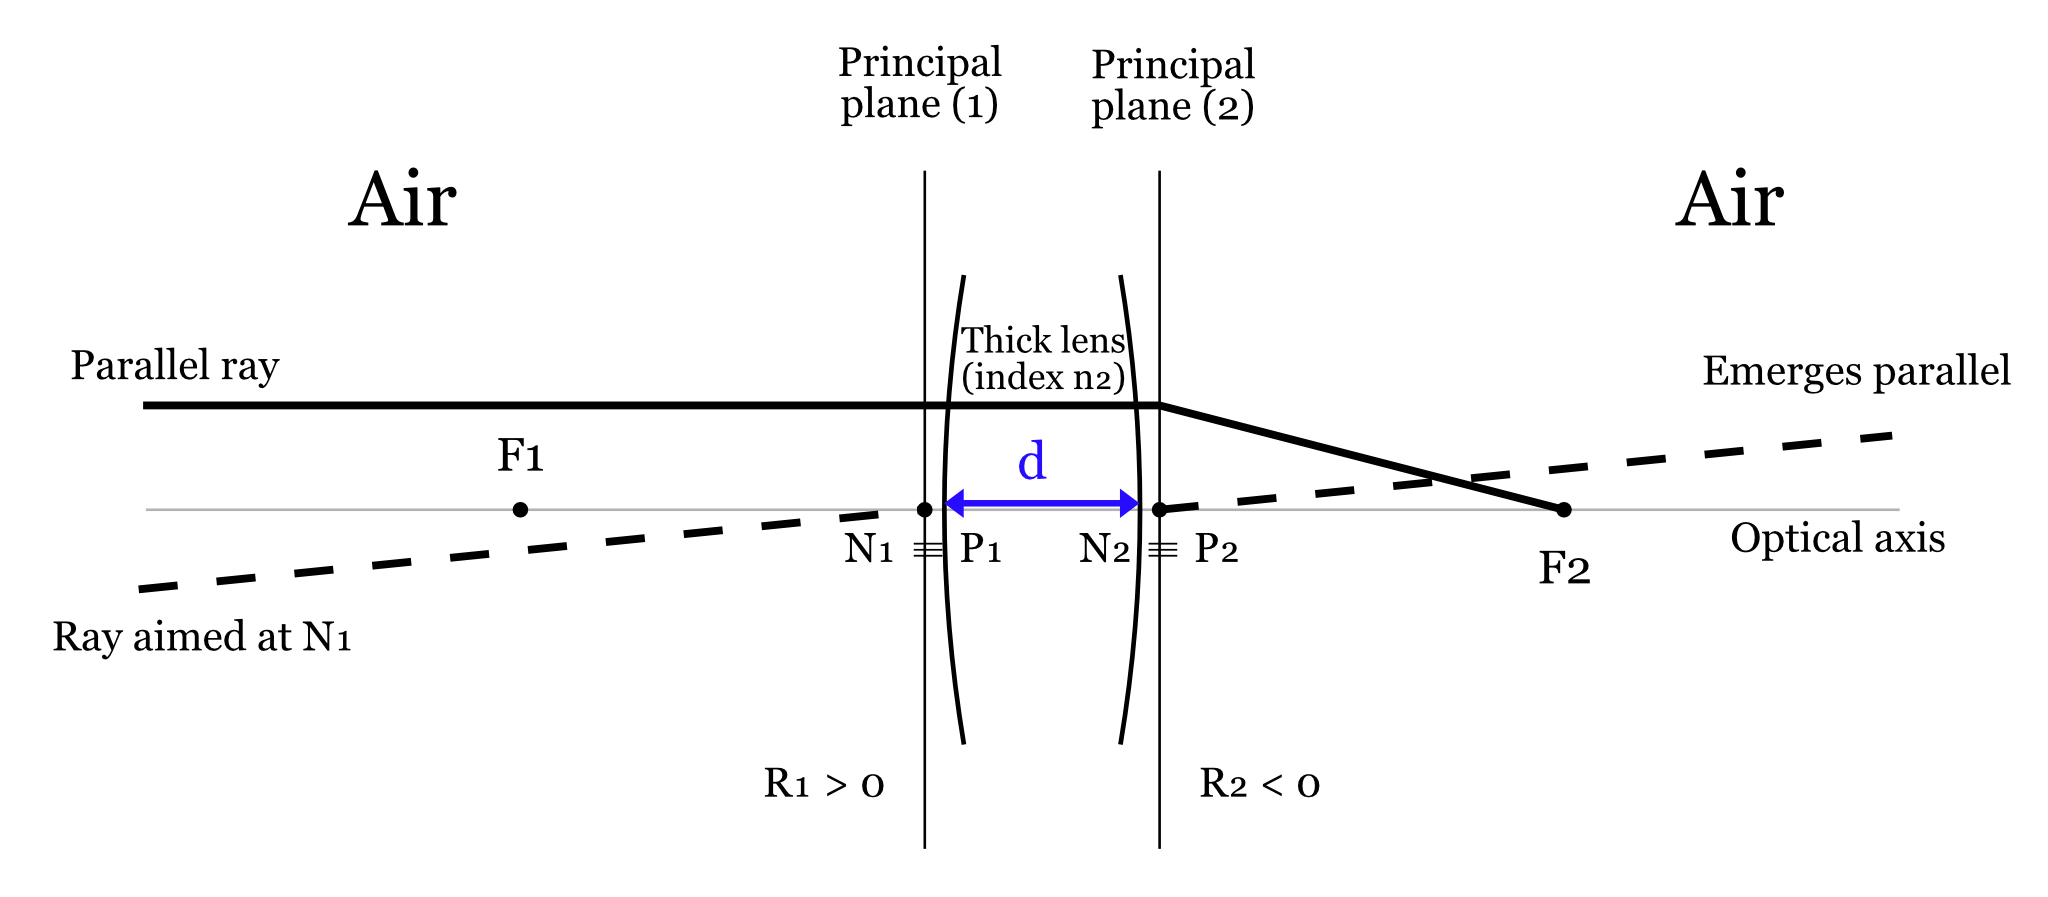 Principal
plane (1)
Principal
plane (2)
Air
Air
Thick lens
(index n2)
Parallel ray
Emerges parallel
F1
d
N1 ≡ P1
N2 ≡ P2
Optical axis
F2
Ray aimed at N1
R1 > 0
R2 < 0